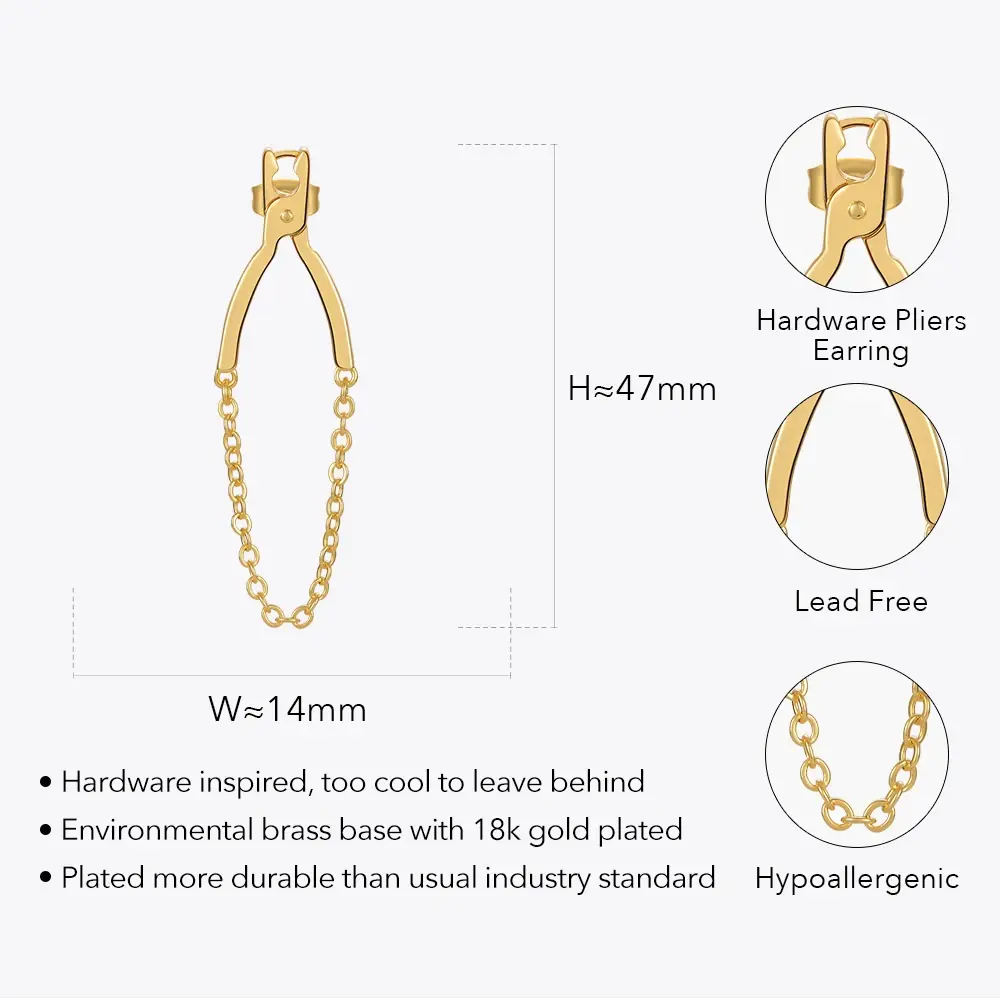 H≈47mm
W≈14mm
Hardware Pliers
Earring
Lead Free
Hypoallergenic
• Hardware inspired, too cool to leave behind
• Environmental brass base with 18k gold plated
• Plated more durable than usual industry standard